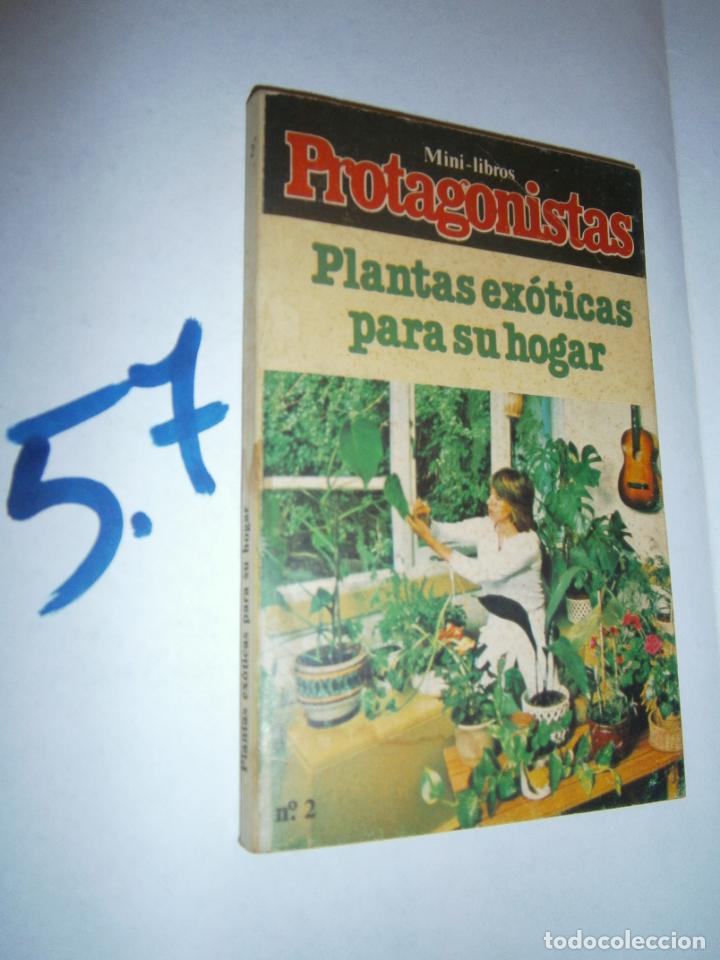 Mini-libros
Protagonistas
Plantas exóticas
para su hogar
5.7
Plantas exóticas para su hogar
nº. 2
todocoleccion